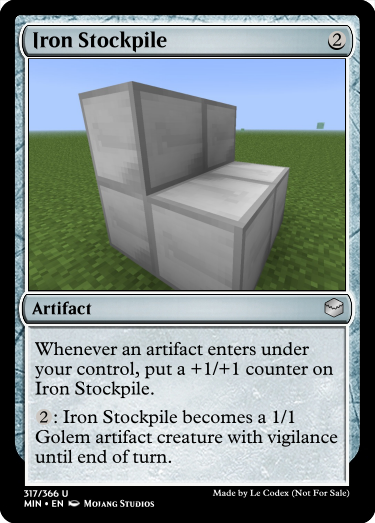 Iron Stockpile 2
Artifact
Whenever an artifact enters under
your control, put a +1/+1 counter on
Iron Stockpile.
2: Iron Stockpile becomes a 1/1
Golem artifact creature with vigilance
until end of turn.
317/366 U Made by Le Codex (Not For Sale)
MIN • EN Mojang Studios